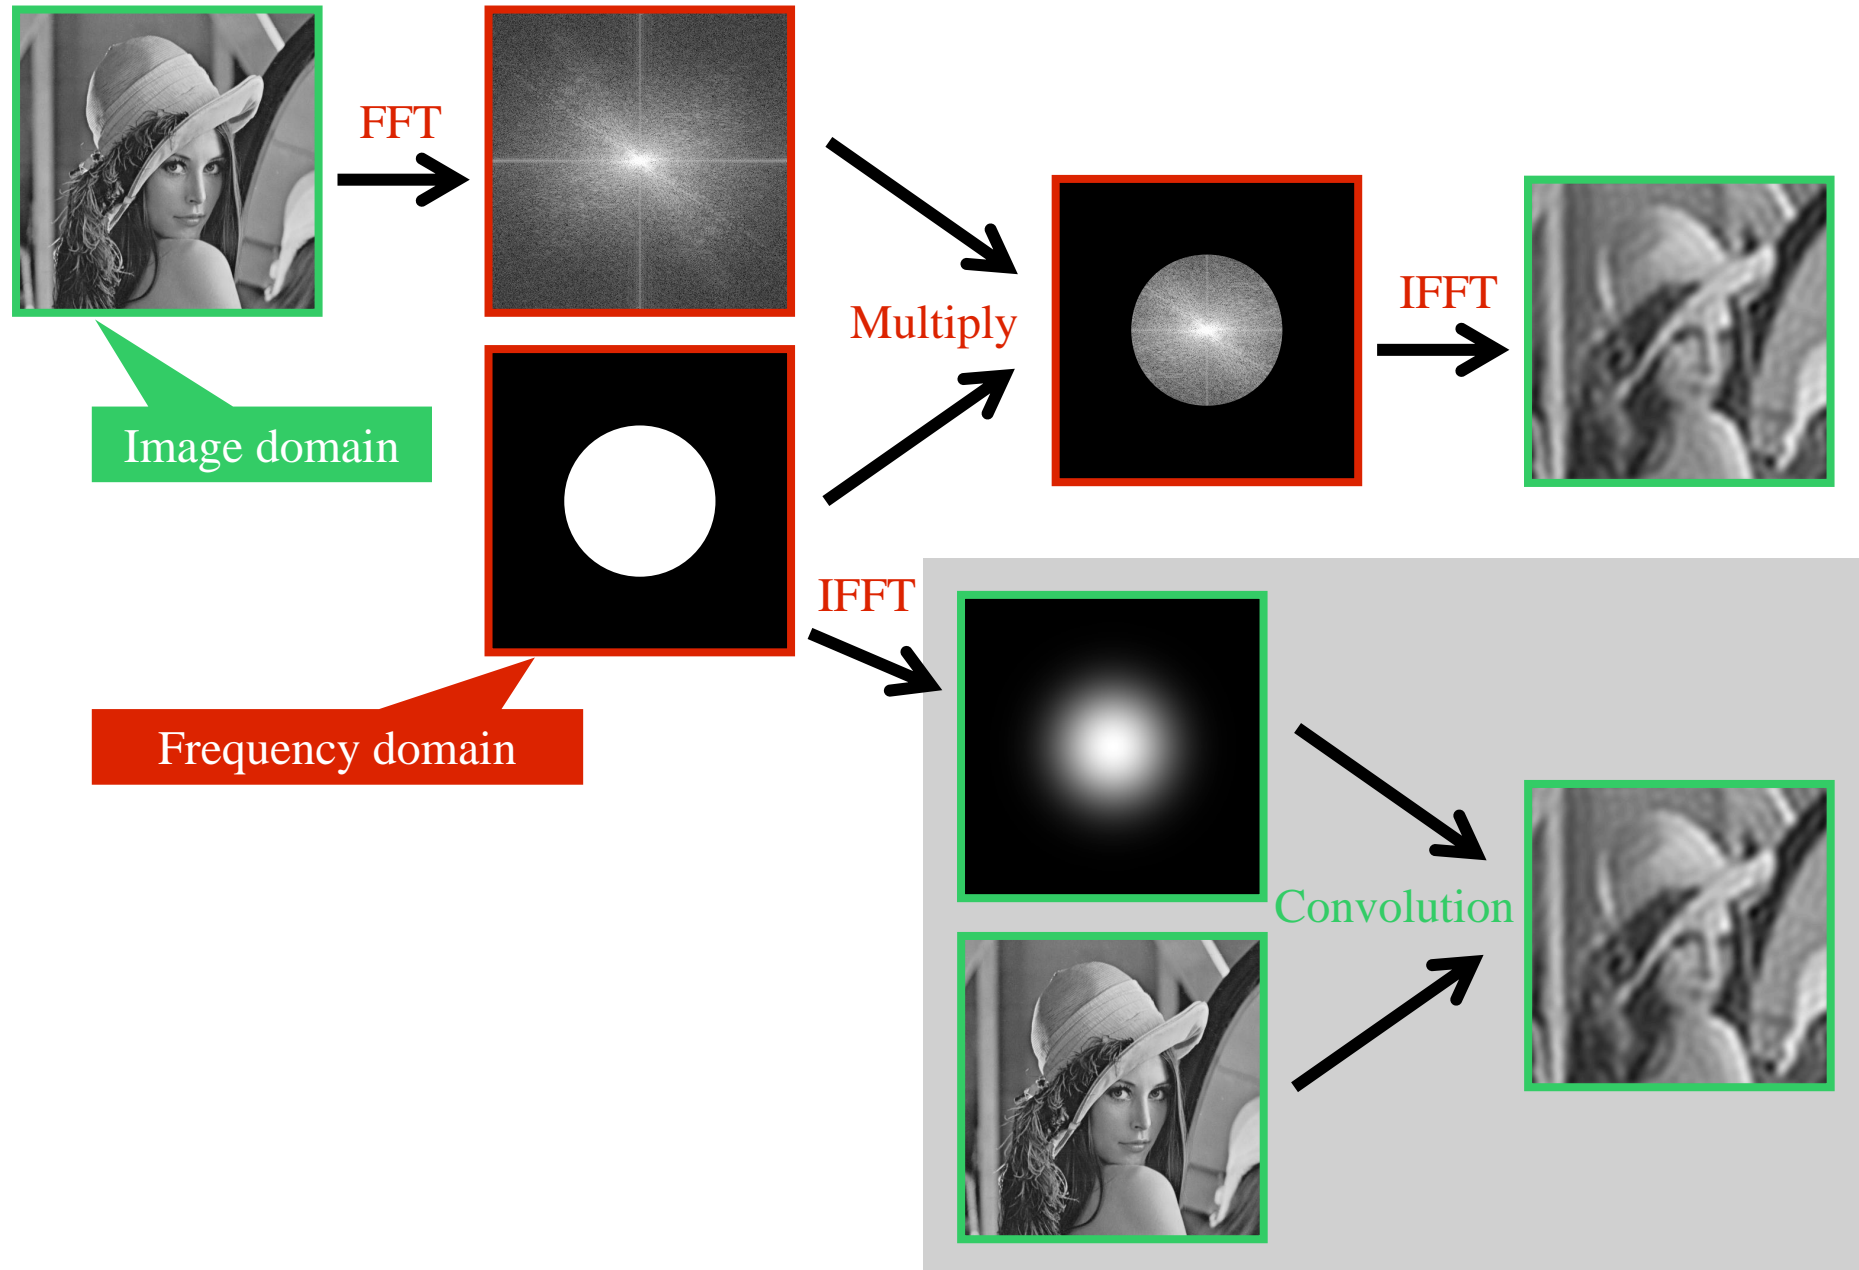 FFT
Multiply
IFFT
Image domain
IFFT
Frequency domain
Convolution